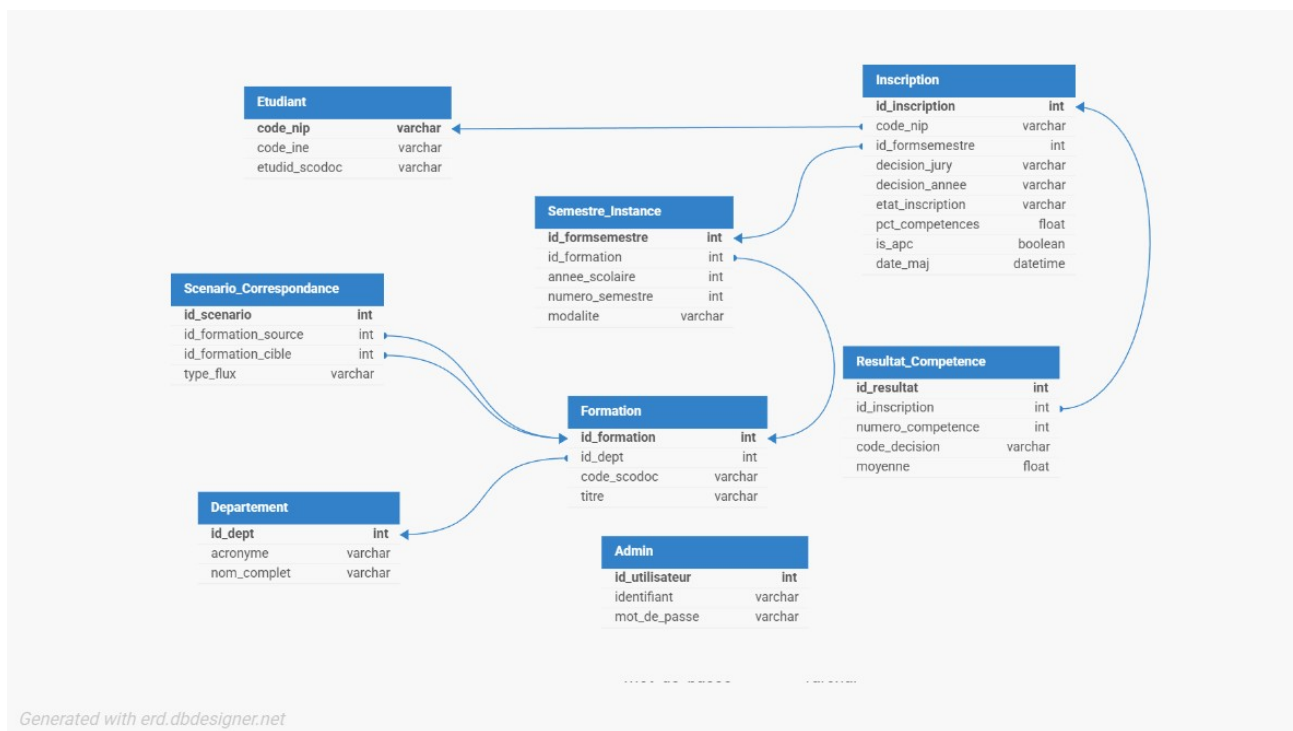 Etudiant
code_nip varchar
code_ine varchar
etudid_scodoc varchar
Inscription
id_inscription int
code_nip varchar
id_formsemestre int
decision_jury varchar
decision_annee varchar
etat_inscription varchar
pct_competences float
is_apc boolean
date_maj datetime
Semestre_Instance
id_formsemestre int
id_formation int
annee_scolaire int
numero_semestre int
modalite varchar
Scenario_Correspondance
id_scenario int
id_formation_source int
id_formation_cible int
type_flux varchar
Resultat_Competence
id_resultat int
id_inscription int
numero_competence int
code_decision varchar
moyenne float
Formation
id_formation int
id_dept int
code_scodoc varchar
titre varchar
Departement
id_dept int
acronyme varchar
nom_complet varchar
Admin
id_utilisateur int
identifiant varchar
mot_de_passe varchar
Generated with erd.dbdesigner.net